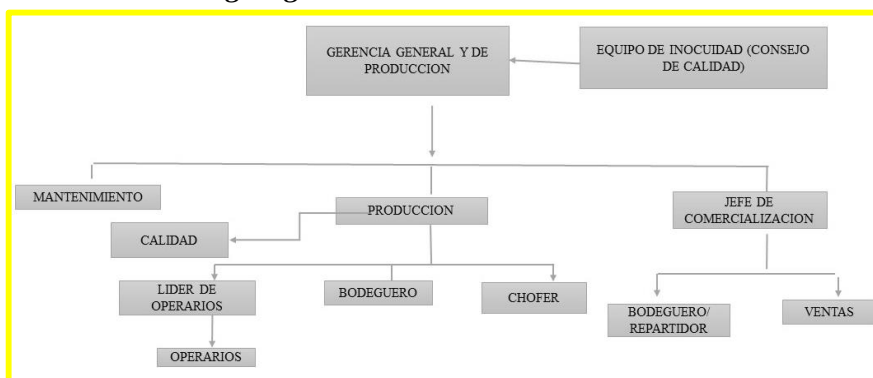 GERENCIA GENERAL Y DE
PRODUCCION
EQUIPO DE INOCUIDAD (CONSEJO
DE CALIDAD)
MANTENIMIENTO
PRODUCCION
JEFE DE
COMERCIALIZACION
CALIDAD
LIDER DE
OPERARIOS
BODEGUERO
CHOFER
BODEGUERO/
REPARTIDOR
VENTAS
OPERARIOS